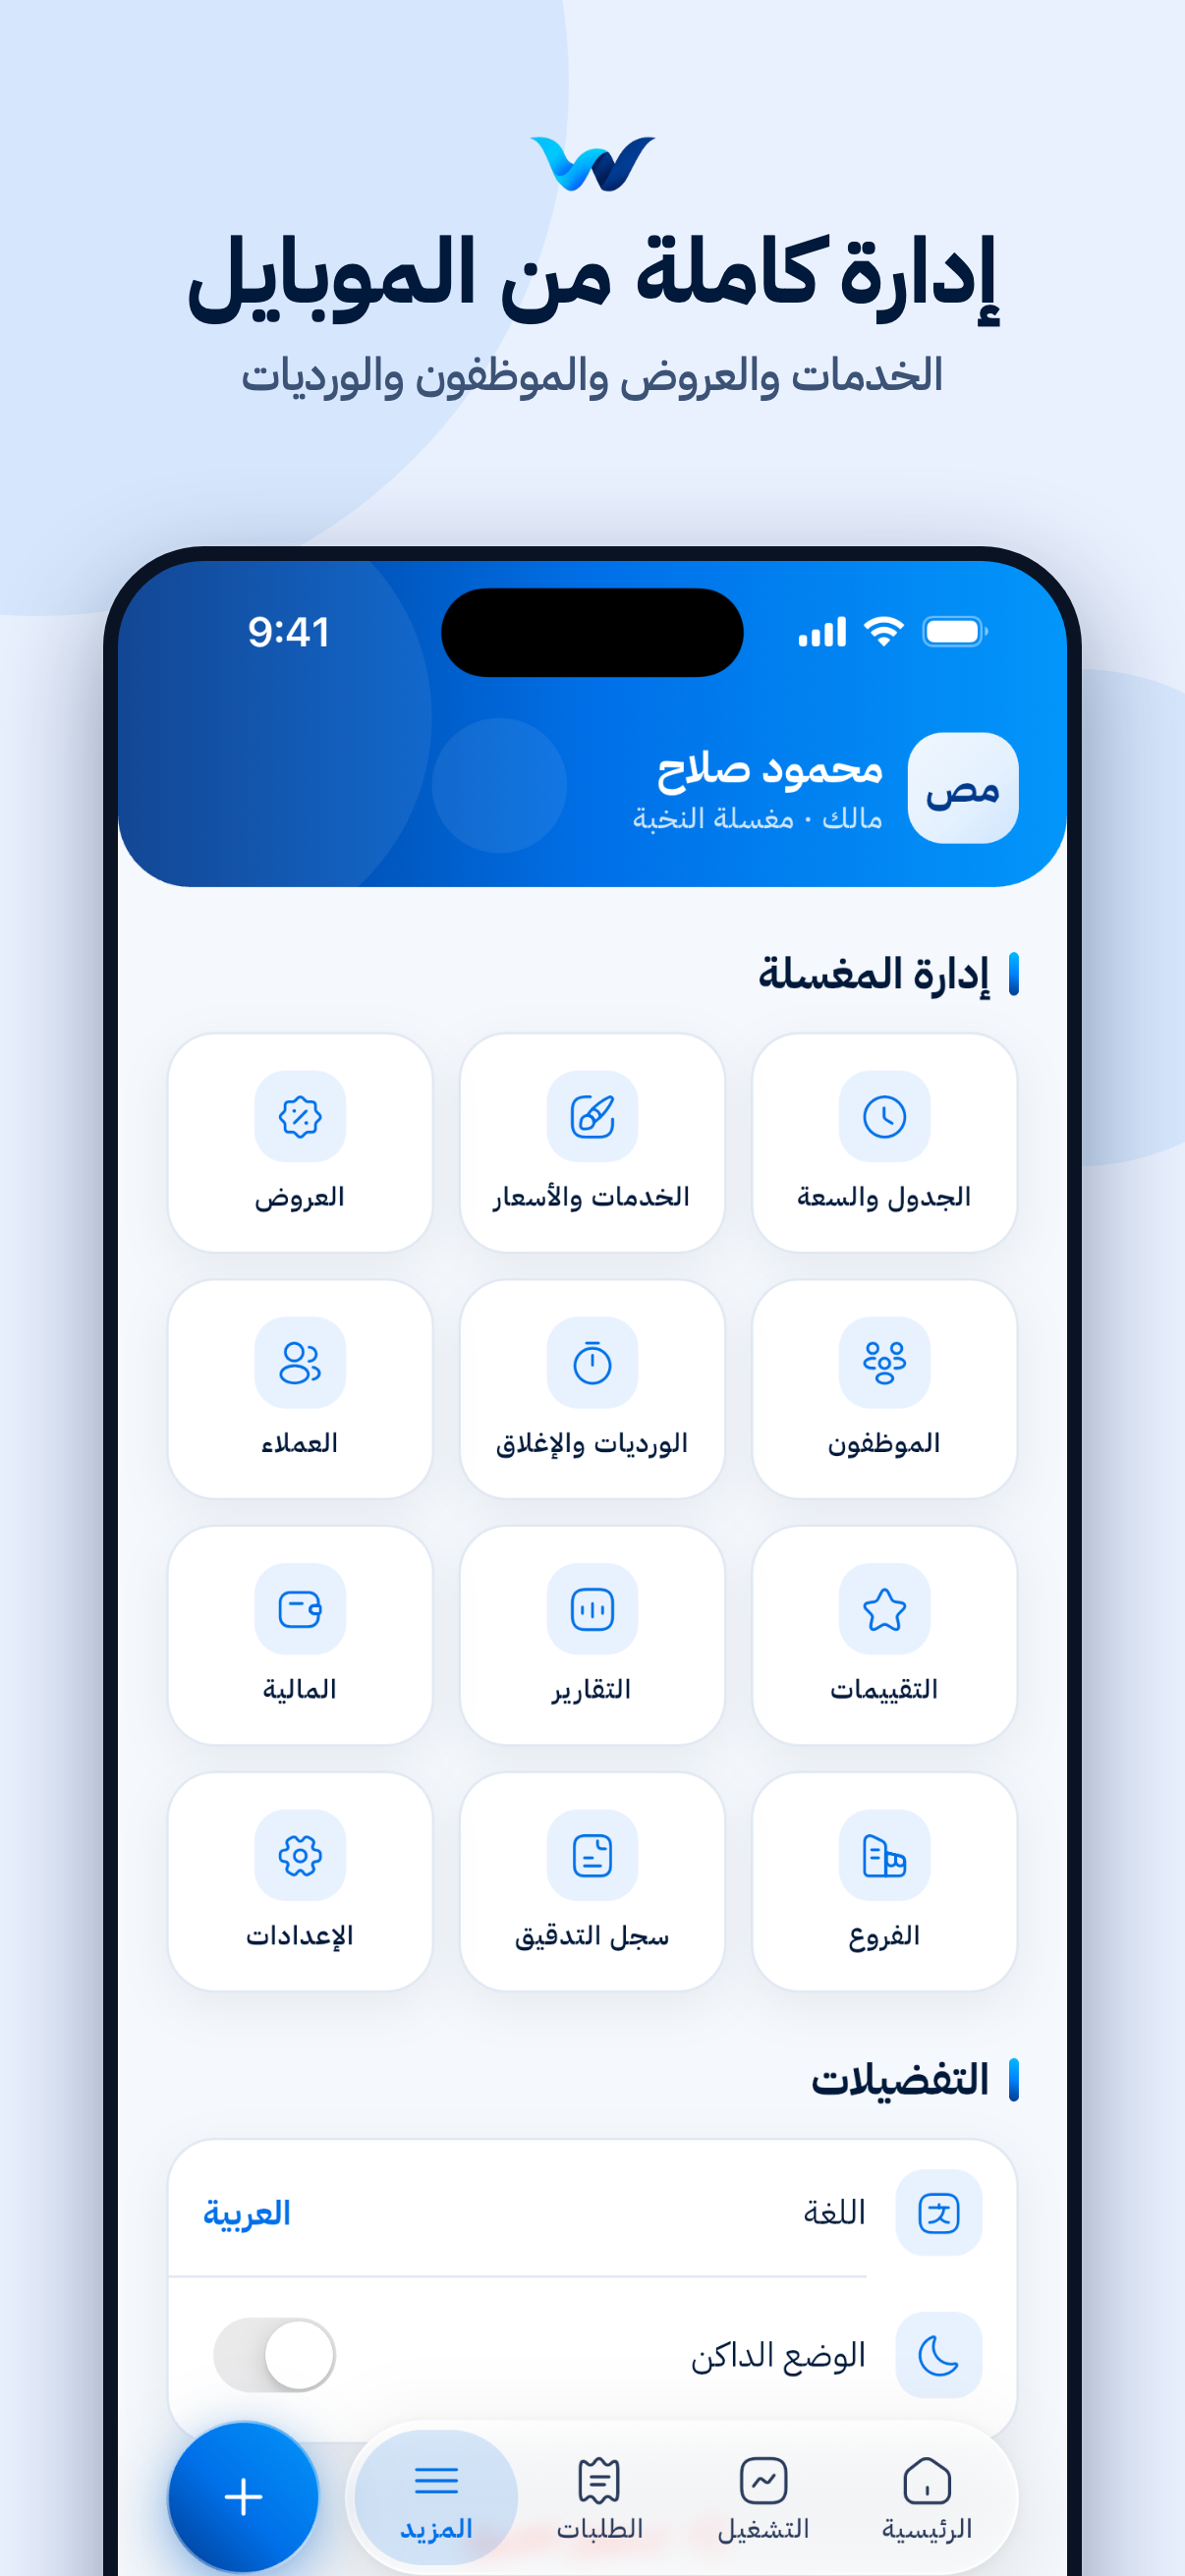 إدارة كاملة من الموبايل
الخدمات والعروض والموظفون والورديات
9:41
مص
محمود صلاح
مالك · مغسلة النخبة
إدارة المغسلة
الجدول والسعة
الخدمات والأسعار
العروض
الموظفون
الورديات والإغلاق
العملاء
التقييمات
التقارير
المالية
الفروع
سجل التدقيق
الإعدادات
التفضيلات
اللغة
العربية
الوضع الداكن
الرئيسية
التشغيل
الطلبات
المزيد